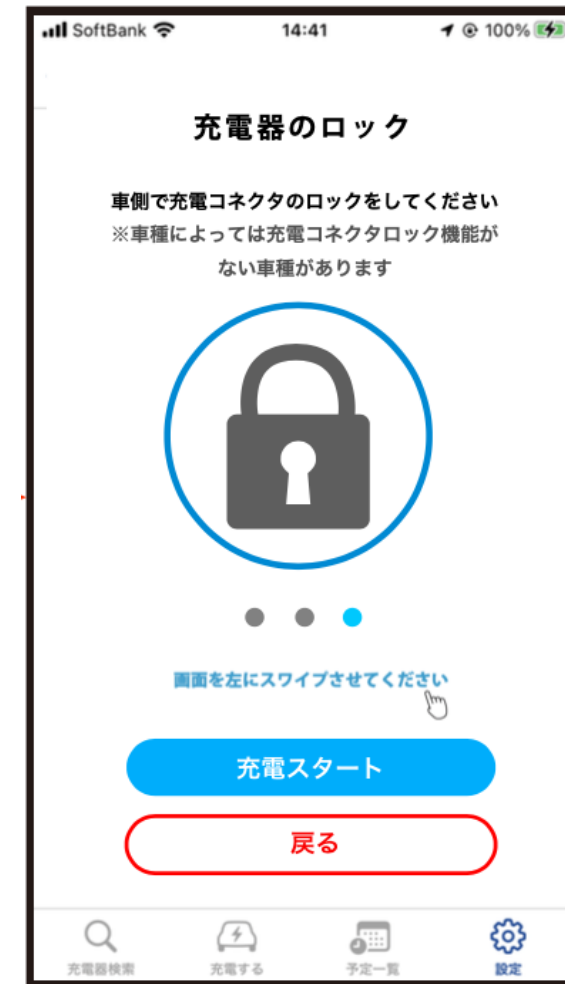 SoftBank 14:41 100%
充電器のロック
車側で充電コネクタのロックをしてください
※車種によっては充電コネクタロック機能が
ない車種があります
画面を左にスワイプさせてください
充電スタート
戻る
充電器検索 充電する 予定一覧 設定